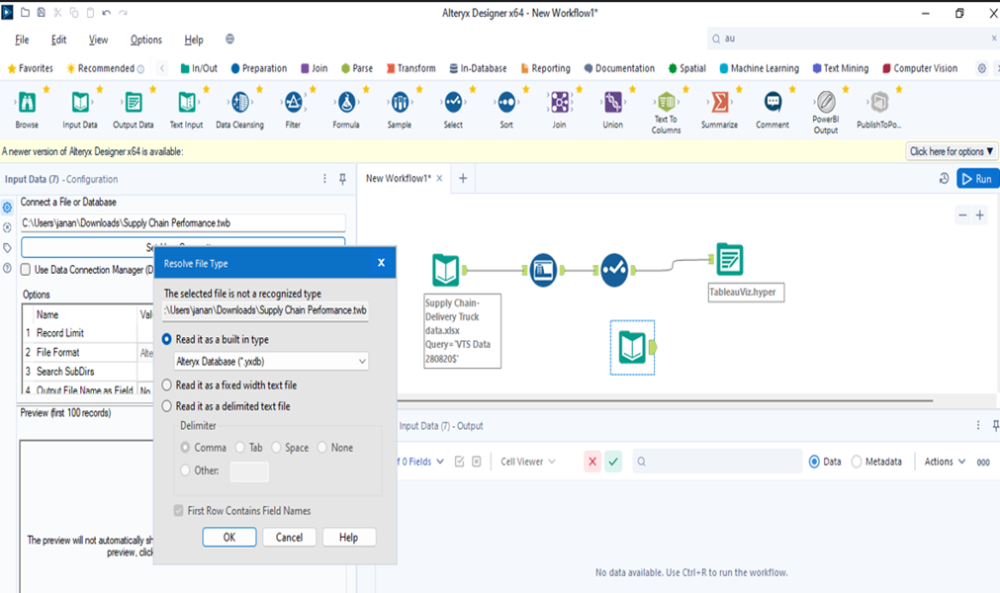 Alteryx Designer x64 - New Workflow1*
File Edit View Options Help
au
Favorites Recommended In/Out Preparation Join Parse Transform In-Database Reporting Documentation Spatial Machine Learning Text Mining Computer Vision
Browse Input Data Output Data Text Input Data Cleansing Filter Formula Sample Select Sort Join Union Text To Columns Summarize Comment PowerBI Output PublishToPo...
A newer version of Alteryx Designer x64 is available:
Click here for options ▼
Input Data (7) - Configuration
New Workflow1*
Run
Connect a File or Database
C:\Users\janan\Downloads\Supply Chain Performance.twb
Use Data Connection Manager (D
Options
Name
1 Record Limit
2 File Format Alte
3 Search SubDirs
4 Output File Name as Field No
Preview (first 100 records)
The preview will not automatically sh
preview, click
Resolve File Type
X
The selected file is not a recognized type
:\Users\janan\Downloads\Supply Chain Performance.twb
Read it as a built in type
Alteryx Database (*.yxdb)
Read it as a fixed width text file
Read it as a delimited text file
Delimiter
Comma Tab Space None
Other:
First Row Contains Field Names
OK Cancel Help
Supply Chain-
Delivery Truck
data.xlsx
Query=`VTS Data
280820$`
TableauViz.hyper
Input Data (7) - Output
of 0 Fields Cell Viewer Data Metadata Actions 000
No data available. Use Ctrl+R to run the workflow.